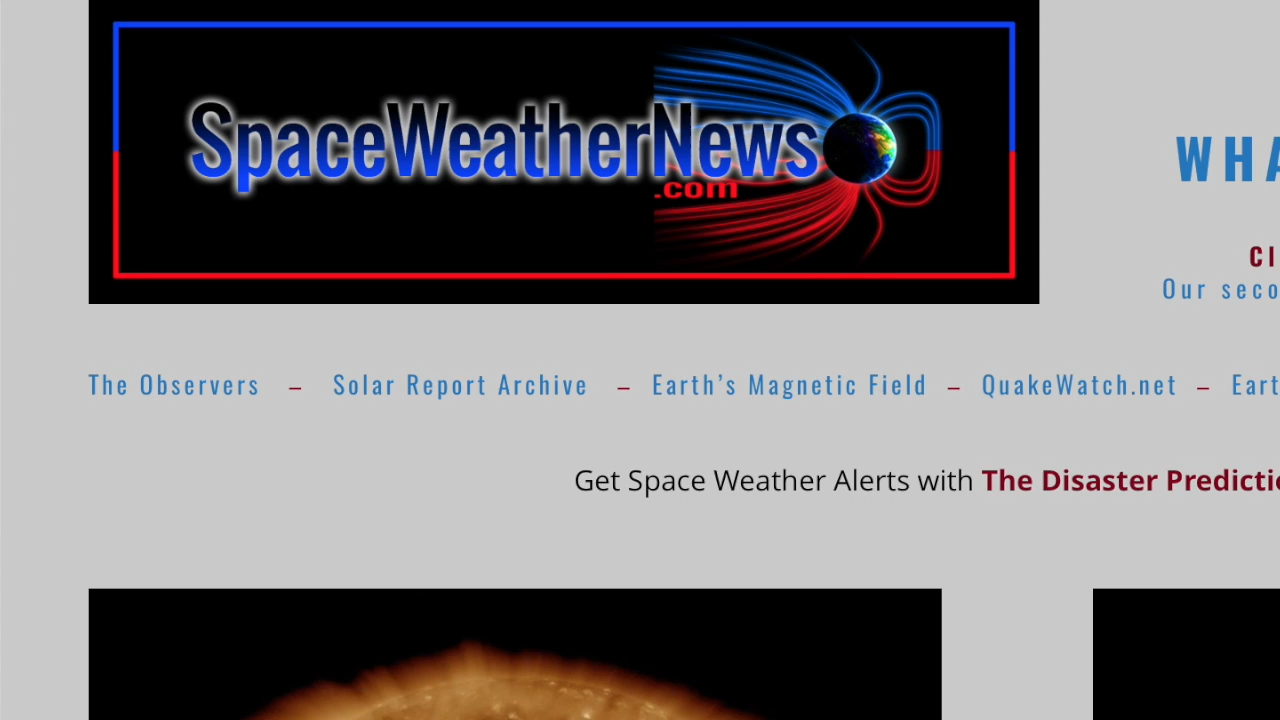 SpaceWeatherNews
.com
WHA
Cl
Our seco
The Observers – Solar Report Archive – Earth’s Magnetic Field – QuakeWatch.net – Eart
Get Space Weather Alerts with The Disaster Predicti